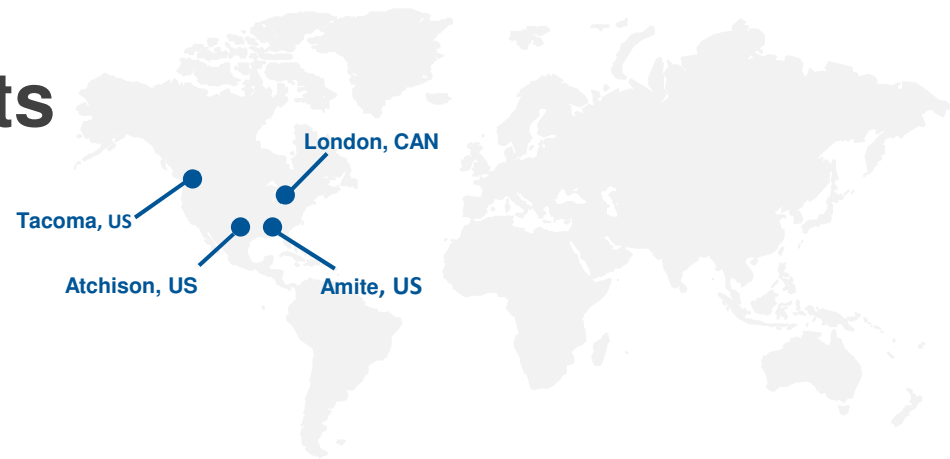 ts
London, CAN
Tacoma, US
Atchison, US
Amite, US